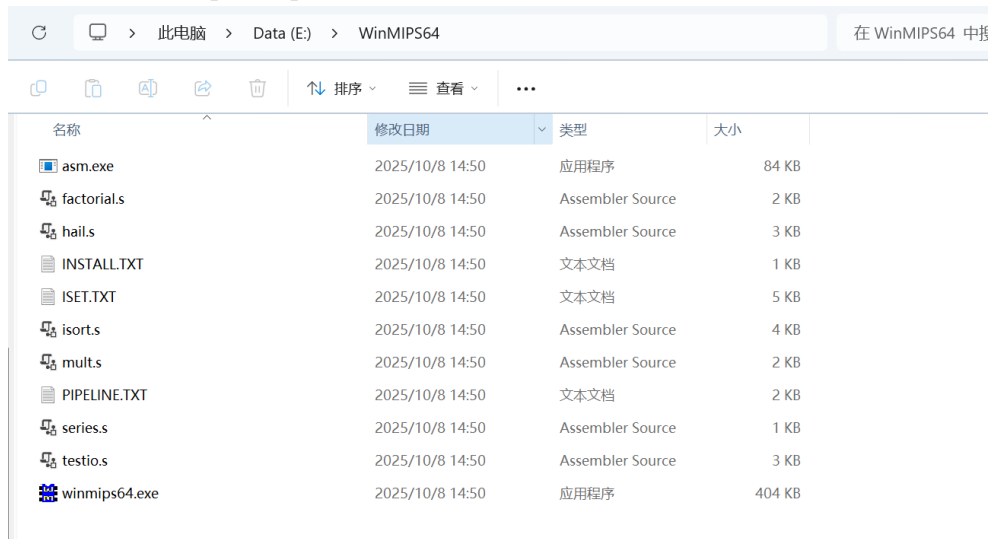 此电脑 > Data (E:) > WinMIPS64 在 WinMIPS64 中
排序 查看
名称 修改日期 类型 大小
asm.exe 2025/10/8 14:50 应用程序 84 KB
factorial.s 2025/10/8 14:50 Assembler Source 2 KB
hail.s 2025/10/8 14:50 Assembler Source 3 KB
INSTALL.TXT 2025/10/8 14:50 文本文档 1 KB
ISET.TXT 2025/10/8 14:50 文本文档 5 KB
isort.s 2025/10/8 14:50 Assembler Source 4 KB
mult.s 2025/10/8 14:50 Assembler Source 2 KB
PIPELINE.TXT 2025/10/8 14:50 文本文档 2 KB
series.s 2025/10/8 14:50 Assembler Source 1 KB
testio.s 2025/10/8 14:50 Assembler Source 3 KB
winmips64.exe 2025/10/8 14:50 应用程序 404 KB